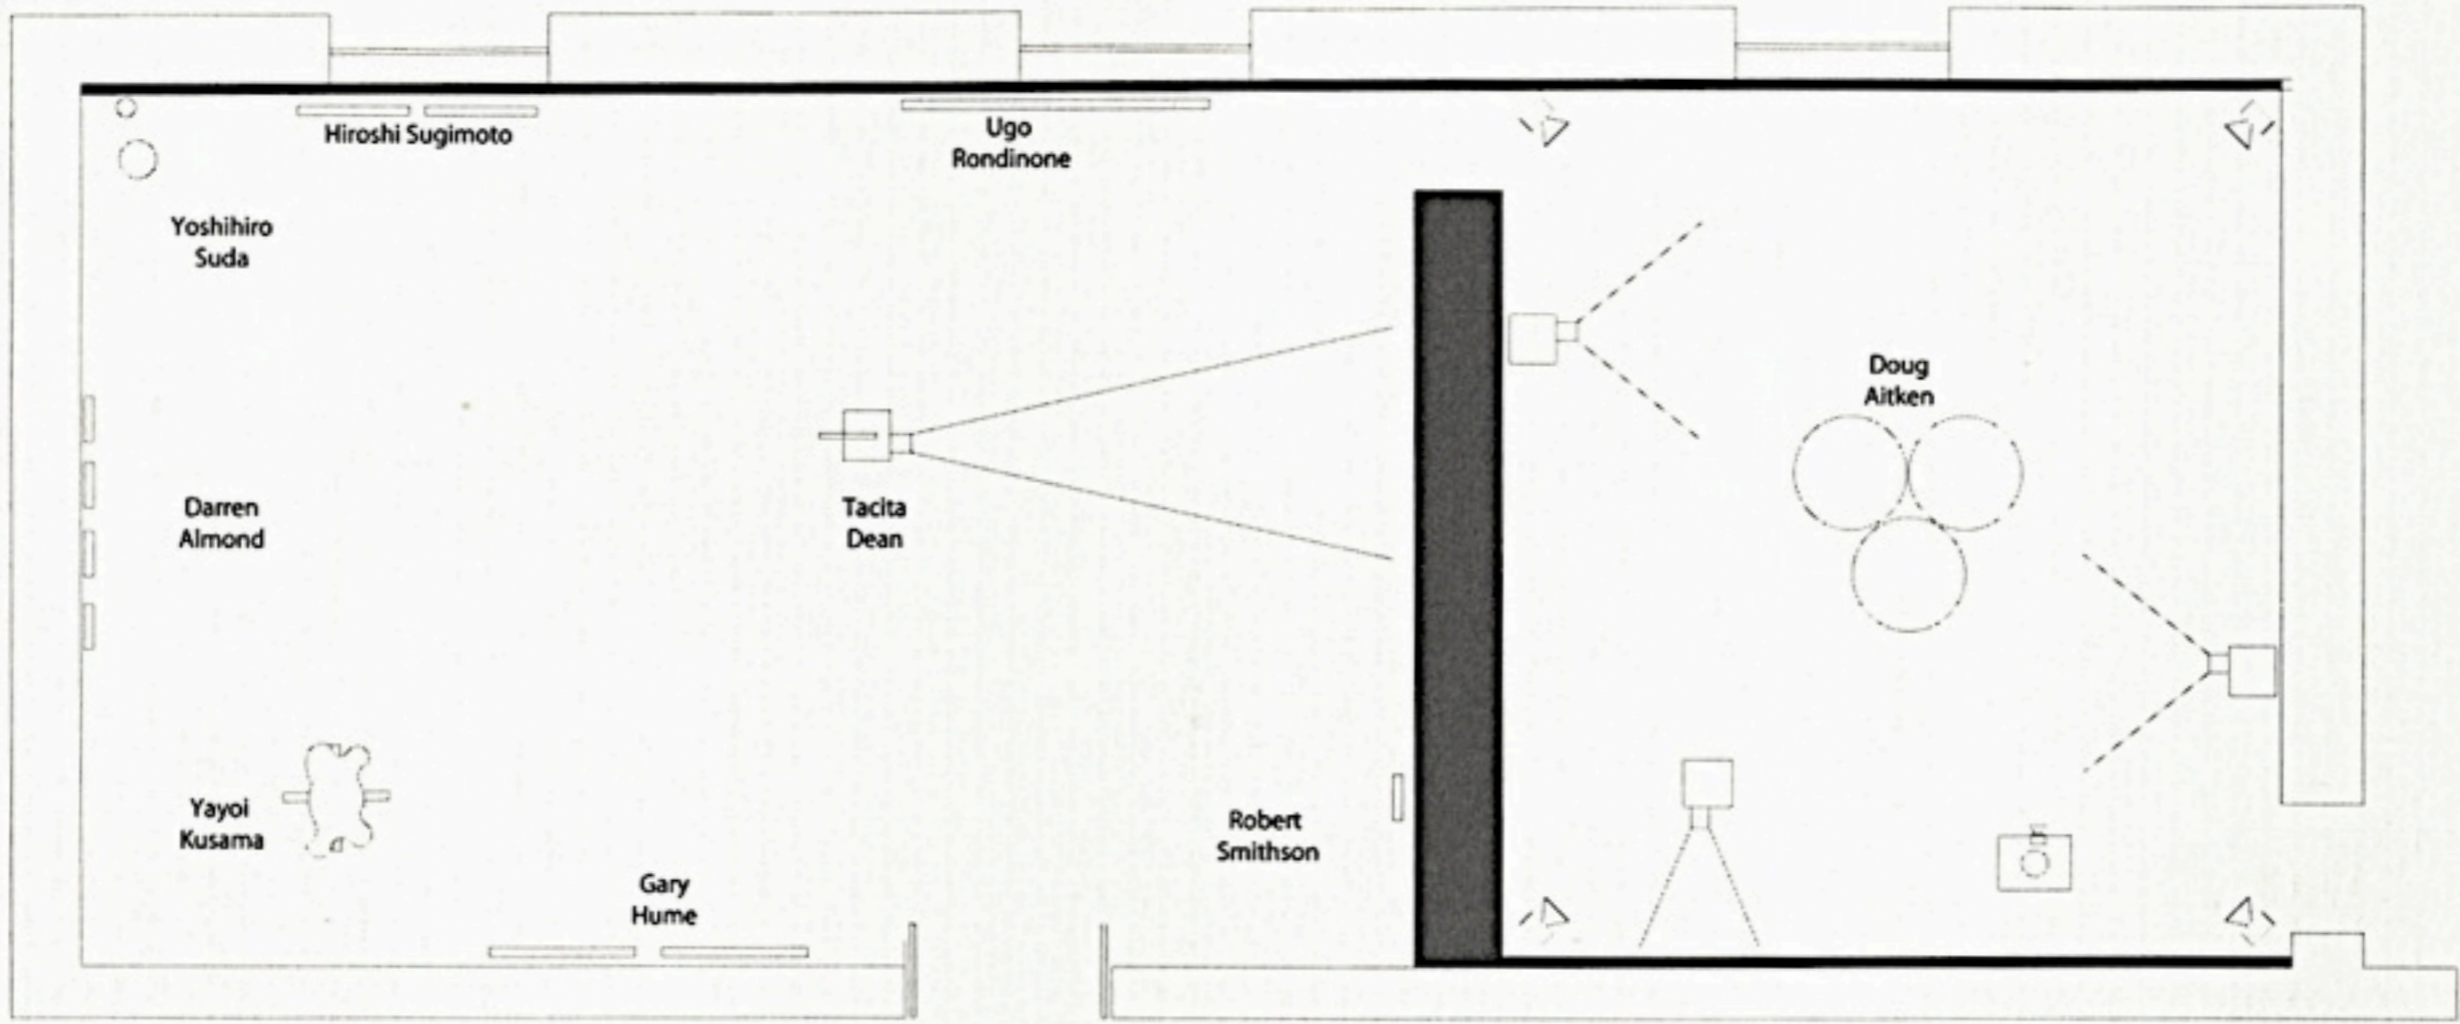 Hiroshi Sugimoto
Ugo
Rondinone
Yoshihiro
Suda
Doug
Aitken
Darren
Almond
Tacita
Dean
Yayoi
Kusama
Robert
Smithson
Gary
Hume